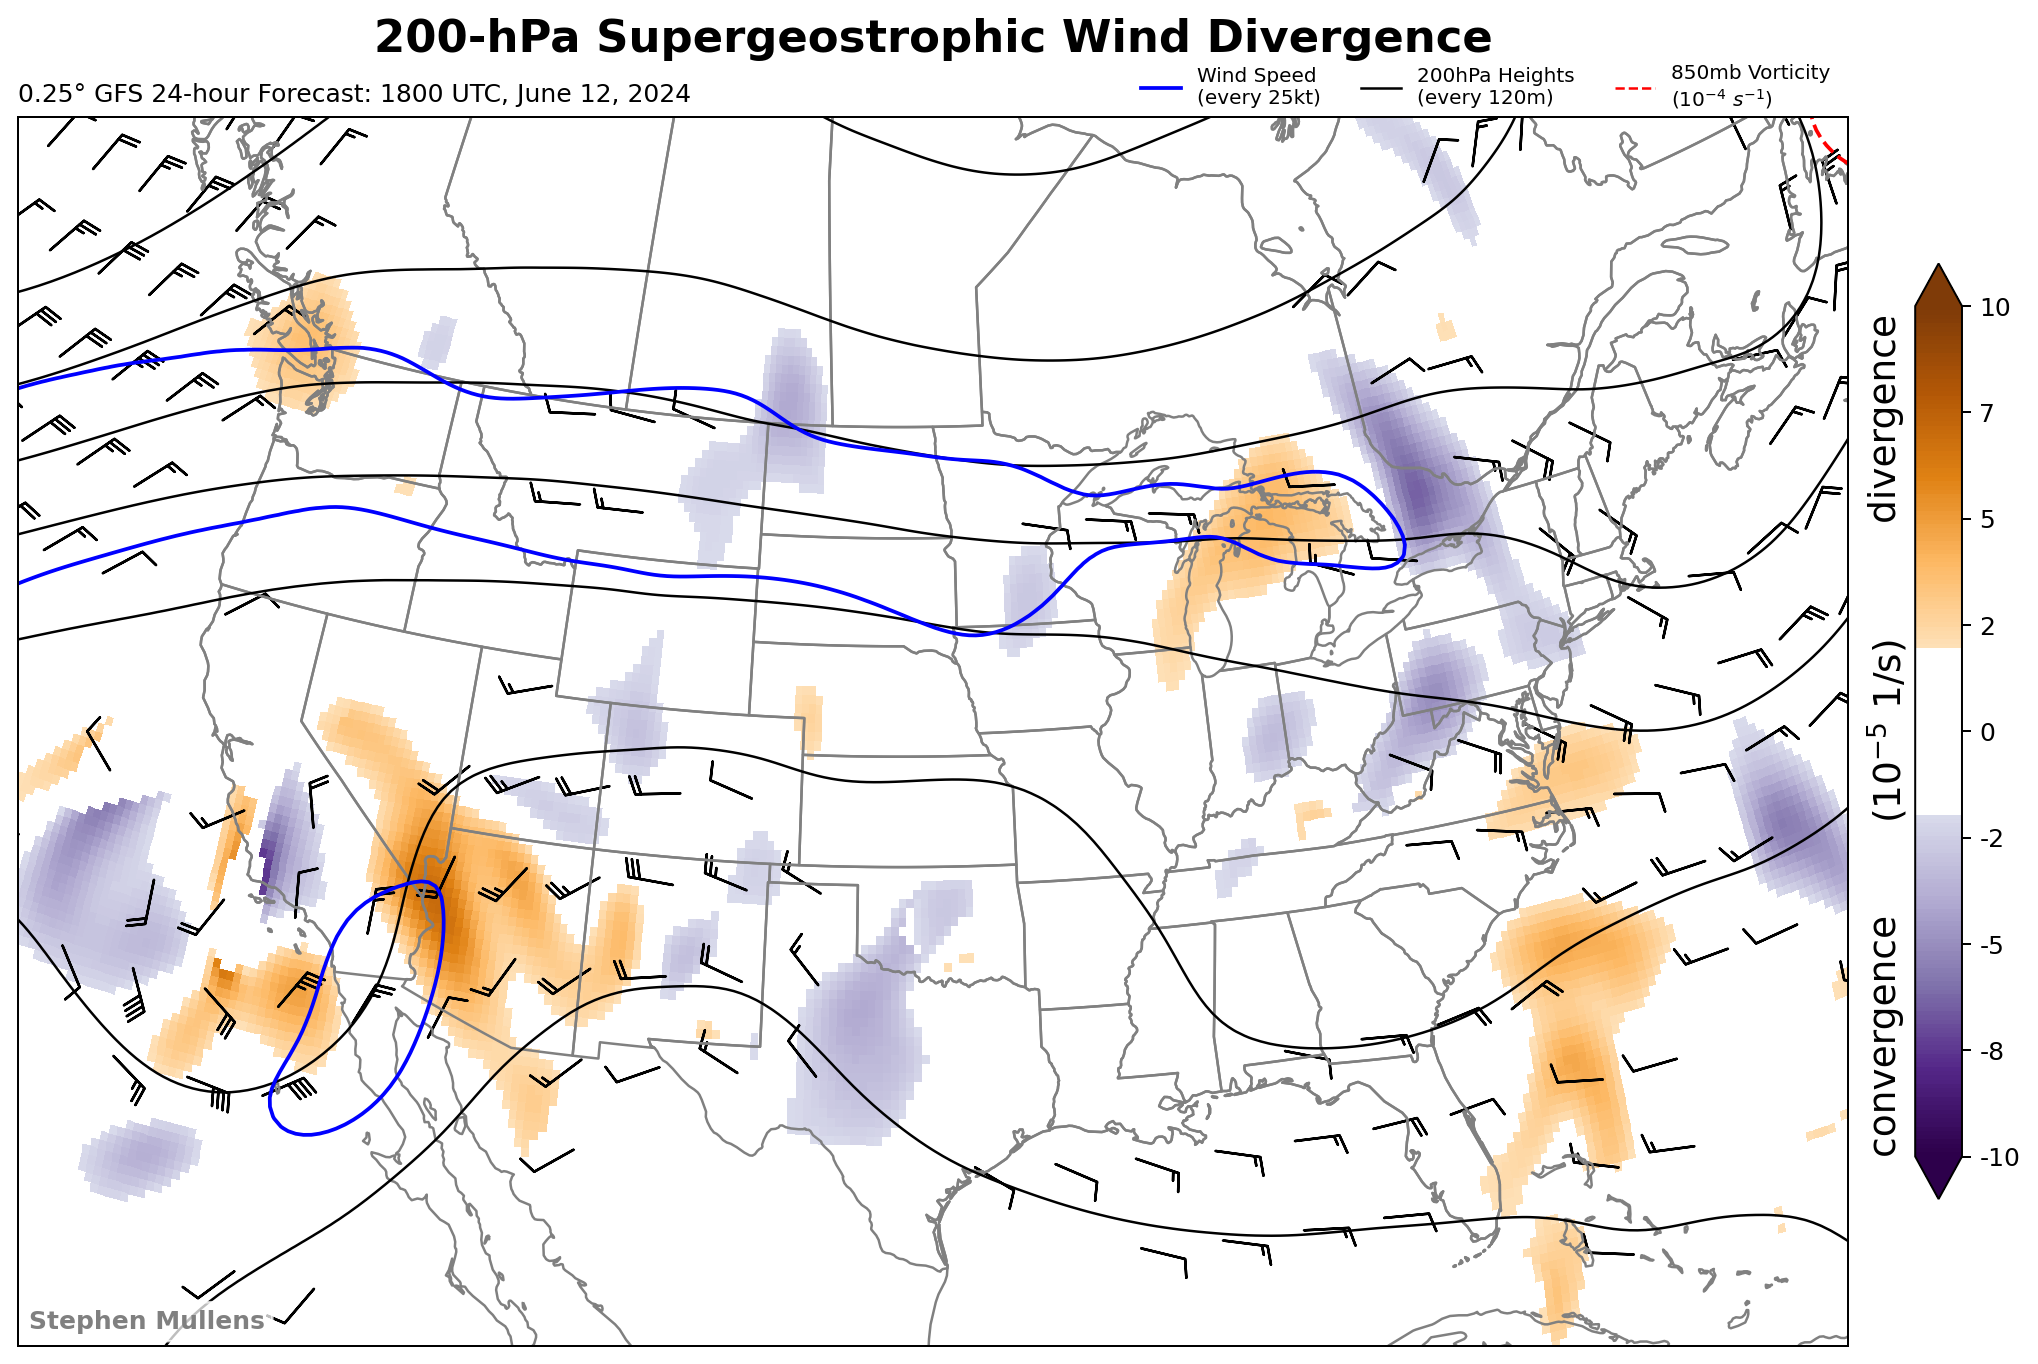 200-hPa Supergeostrophic Wind Divergence
0.25° GFS 24-hour Forecast: 1800 UTC, June 12, 2024
Wind Speed
(every 25kt)
200hPa Heights
(every 120m)
850mb Vorticity
(10⁻⁴ s⁻¹)
10
7
5
2
0
-2
-5
-8
-10
convergence (10⁻⁵ 1/s) divergence
Stephen Mullens